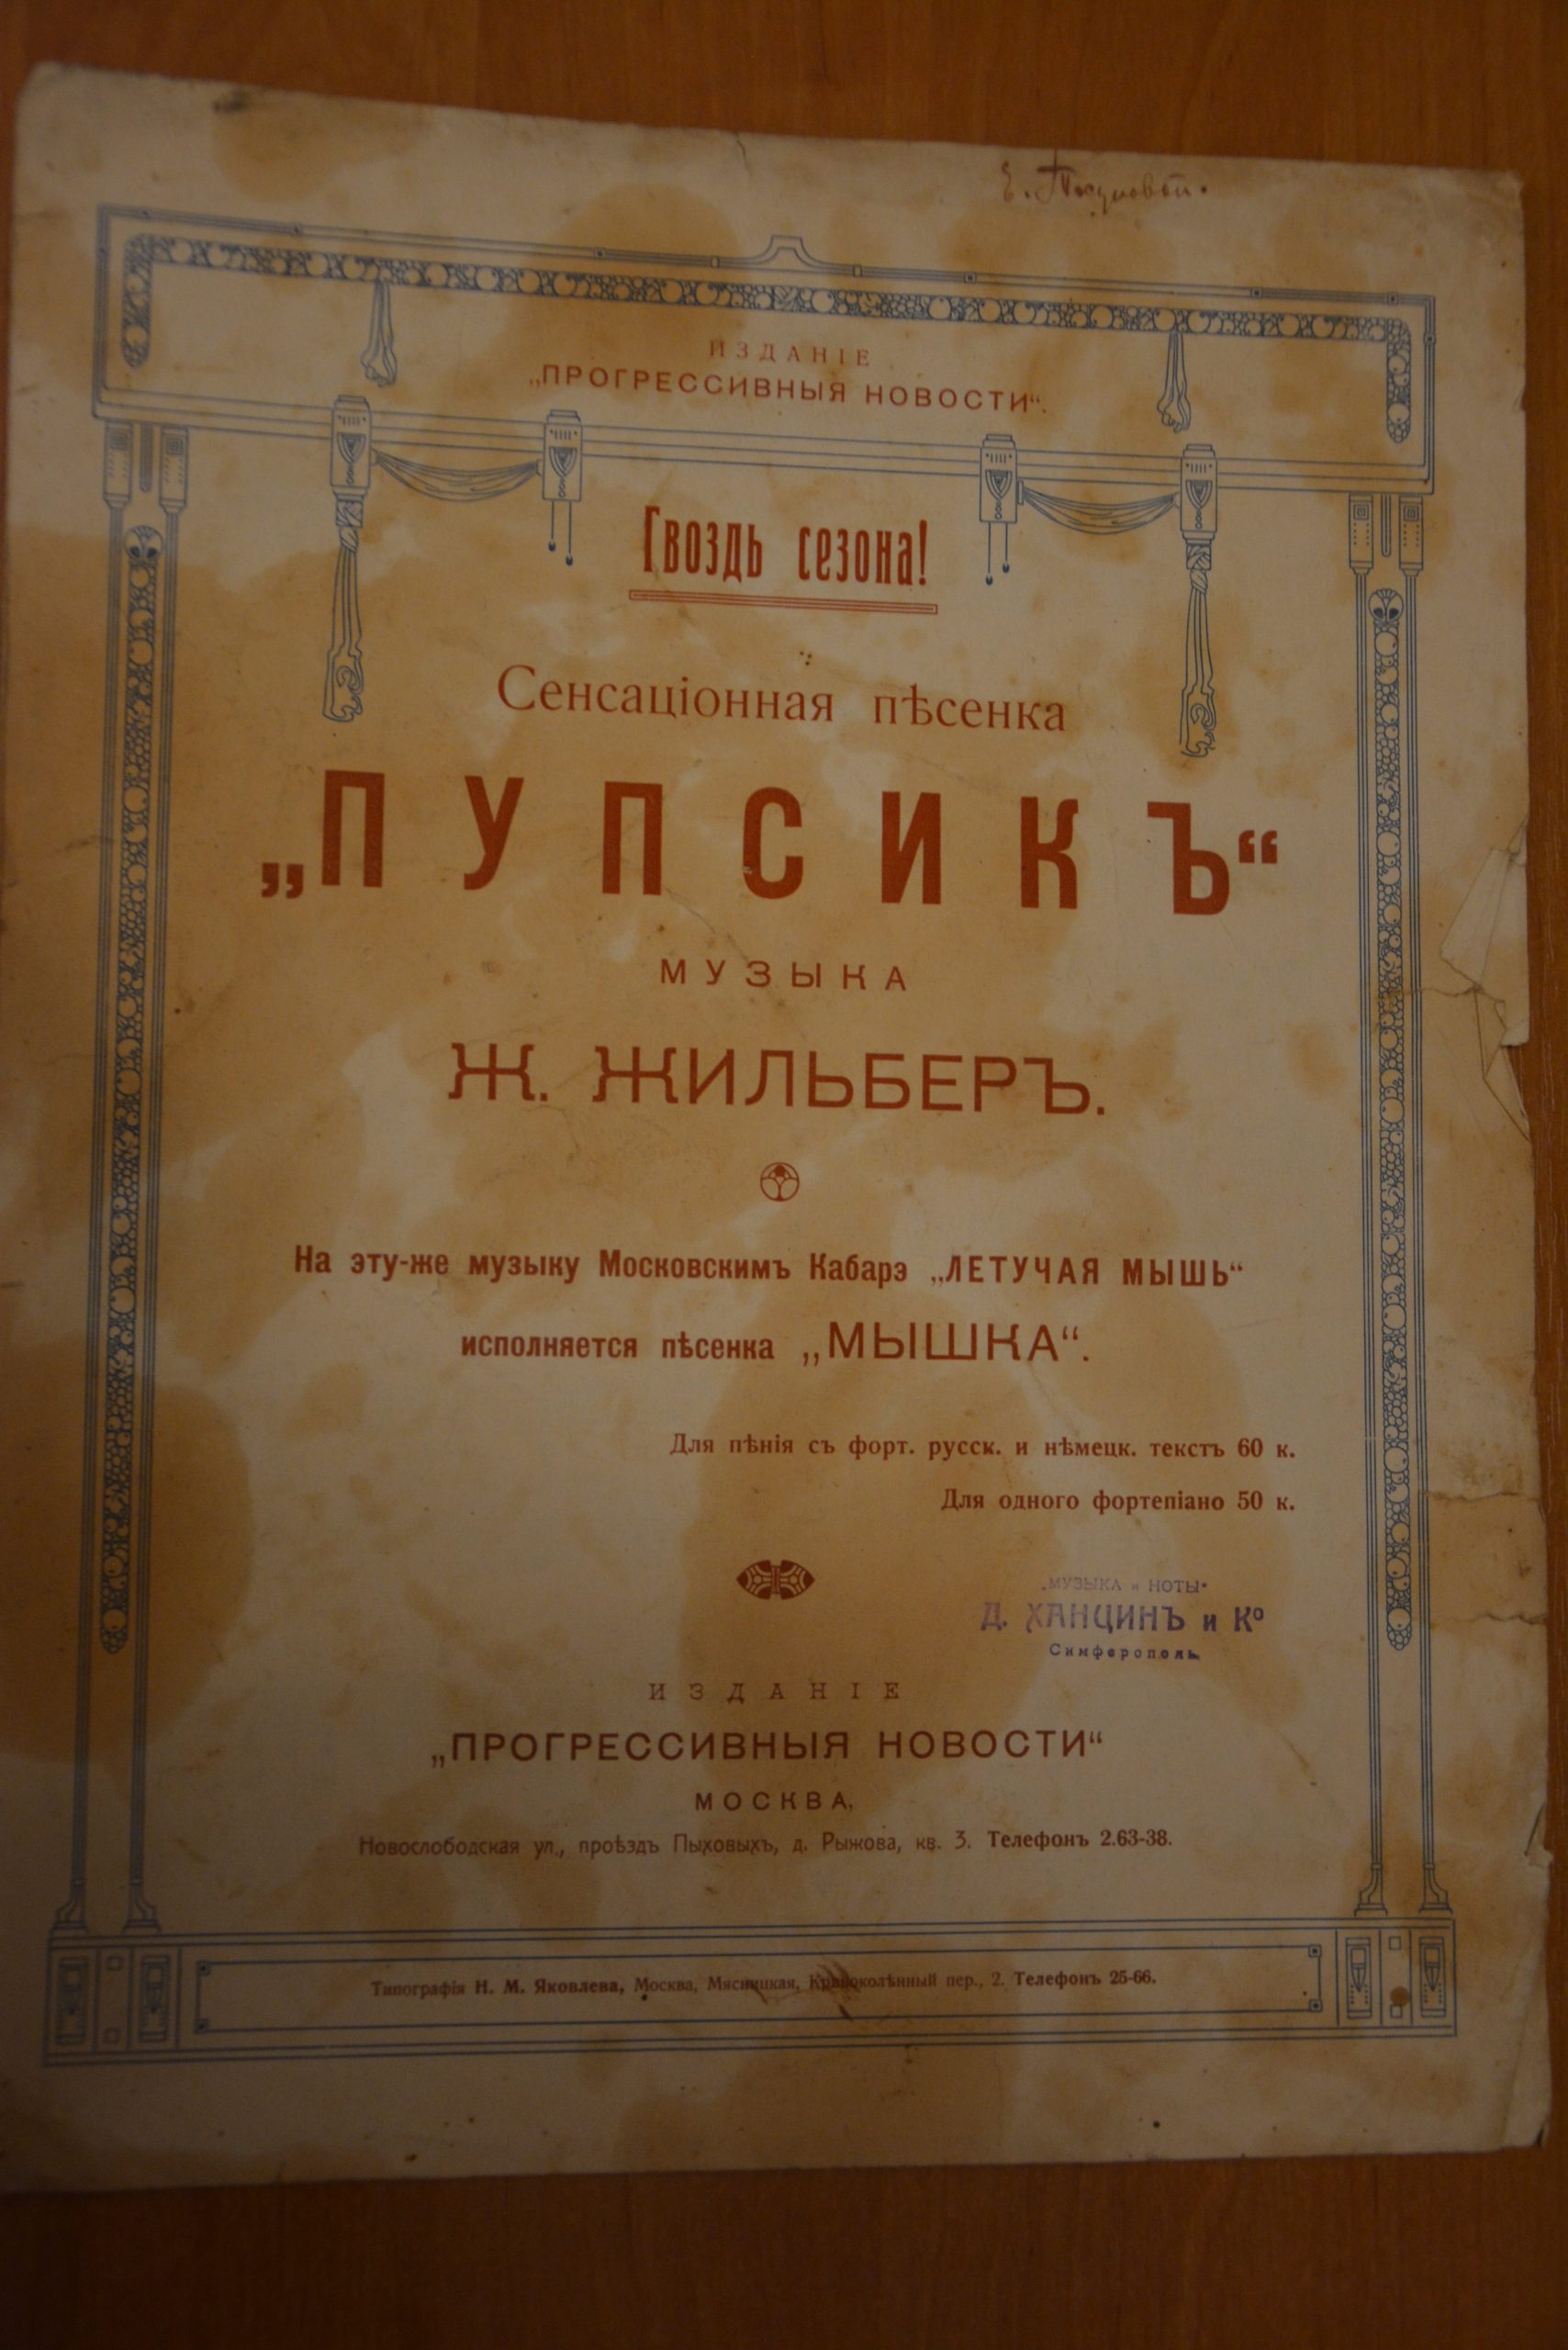 ИЗДАНІЕ
„ПРОГРЕССИВНЫЯ НОВОСТИ“.
Гвоздь сезона!
Сенсаціонная пѣсенка
„ПУПСИКЪ“
МУЗЫКА
Ж. ЖИЛЬБЕРЪ.
На эту-же музыку Московскимъ Кабарэ „ЛЕТУЧАЯ МЫШЬ“
исполняется пѣсенка „МЫШКА“.
Для пѣнія съ форт. русск. и нѣмецк. текстъ 60 к.
Для одного фортепіано 50 к.
„МУЗЫКА и НОТЫ“
Д. ХАНЦИНЪ и Кº
Симферополь
ИЗДАНІЕ
„ПРОГРЕССИВНЫЯ НОВОСТИ“
МОСКВА,
Новослободская ул., проѣздъ Пыховыхъ, д. Рыжова, кв. 3. Телефонъ 2.63-38.
Типографія Н. М. Яковлева, Москва, Мясницкая, Кривоколѣнный пер., 2. Телефонъ 25-66.